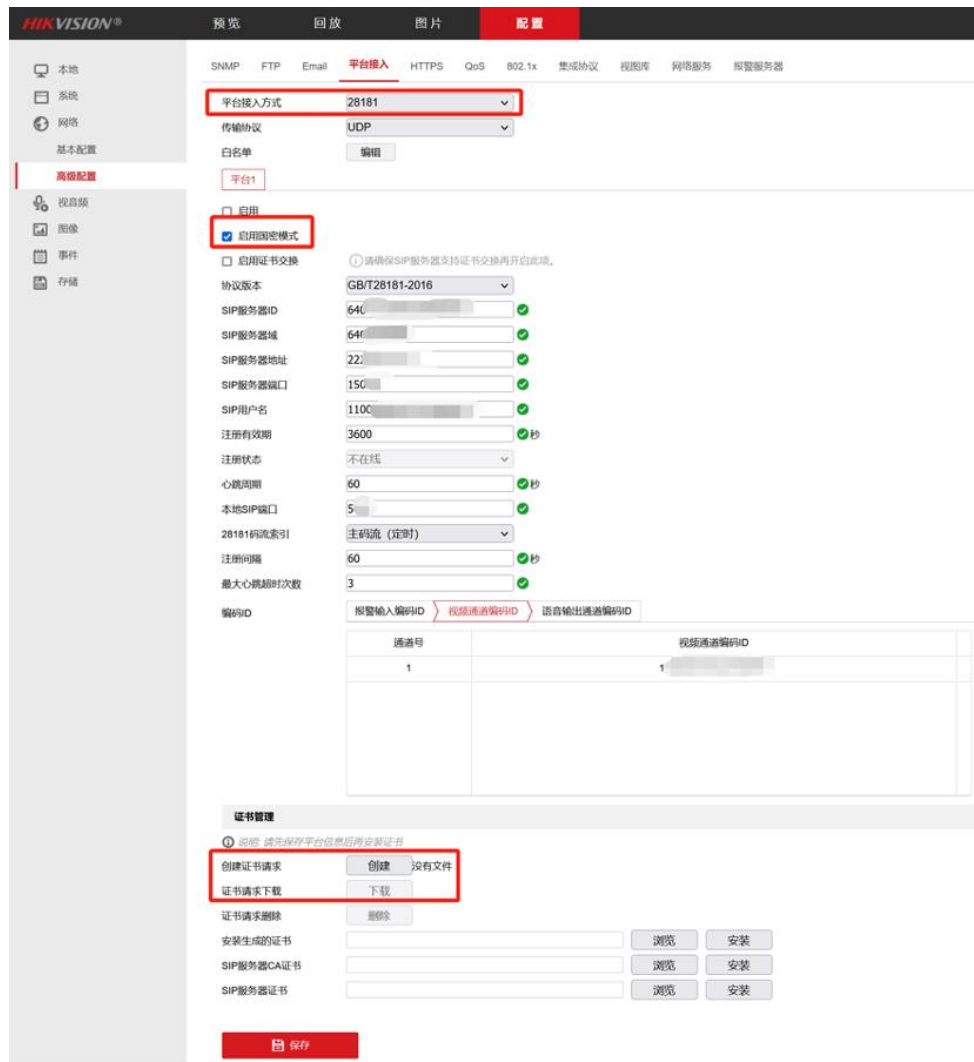 HIKVISION®
预览 回放 图片 配置
本地
系统
网络
基本配置
高级配置
视音频
图像
事件
存储
SNMP FTP Email 平台接入 HTTPS QoS 802.1x 集成协议 视图库 网络服务 报警服务器
平台接入方式 28181
传输协议 UDP
白名单 编辑
平台1
启用
启用国密模式
启用证书交换 请确保SIP服务器支持证书交换再开启此项。
协议版本 GB/T28181-2016
SIP服务器ID 640
SIP服务器域 640
SIP服务器地址 222
SIP服务器端口 150
SIP用户名 1100
注册有效期 3600 秒
注册状态 不在线
心跳周期 60 秒
本地SIP端口 5
28181码流索引 主码流（定时）
注册间隔 60 秒
最大心跳超时次数 3
编码ID 报警输入编码ID 视频通道编码ID 语音输出通道编码ID
通道号 视频通道编码ID
1 1
证书管理
说明: 请先保存平台信息后再安装证书
创建证书请求 创建 没有文件
证书请求下载 下载
证书请求删除 删除
安装生成的证书 浏览 安装
SIP服务器CA证书 浏览 安装
SIP服务器证书 浏览 安装
保存